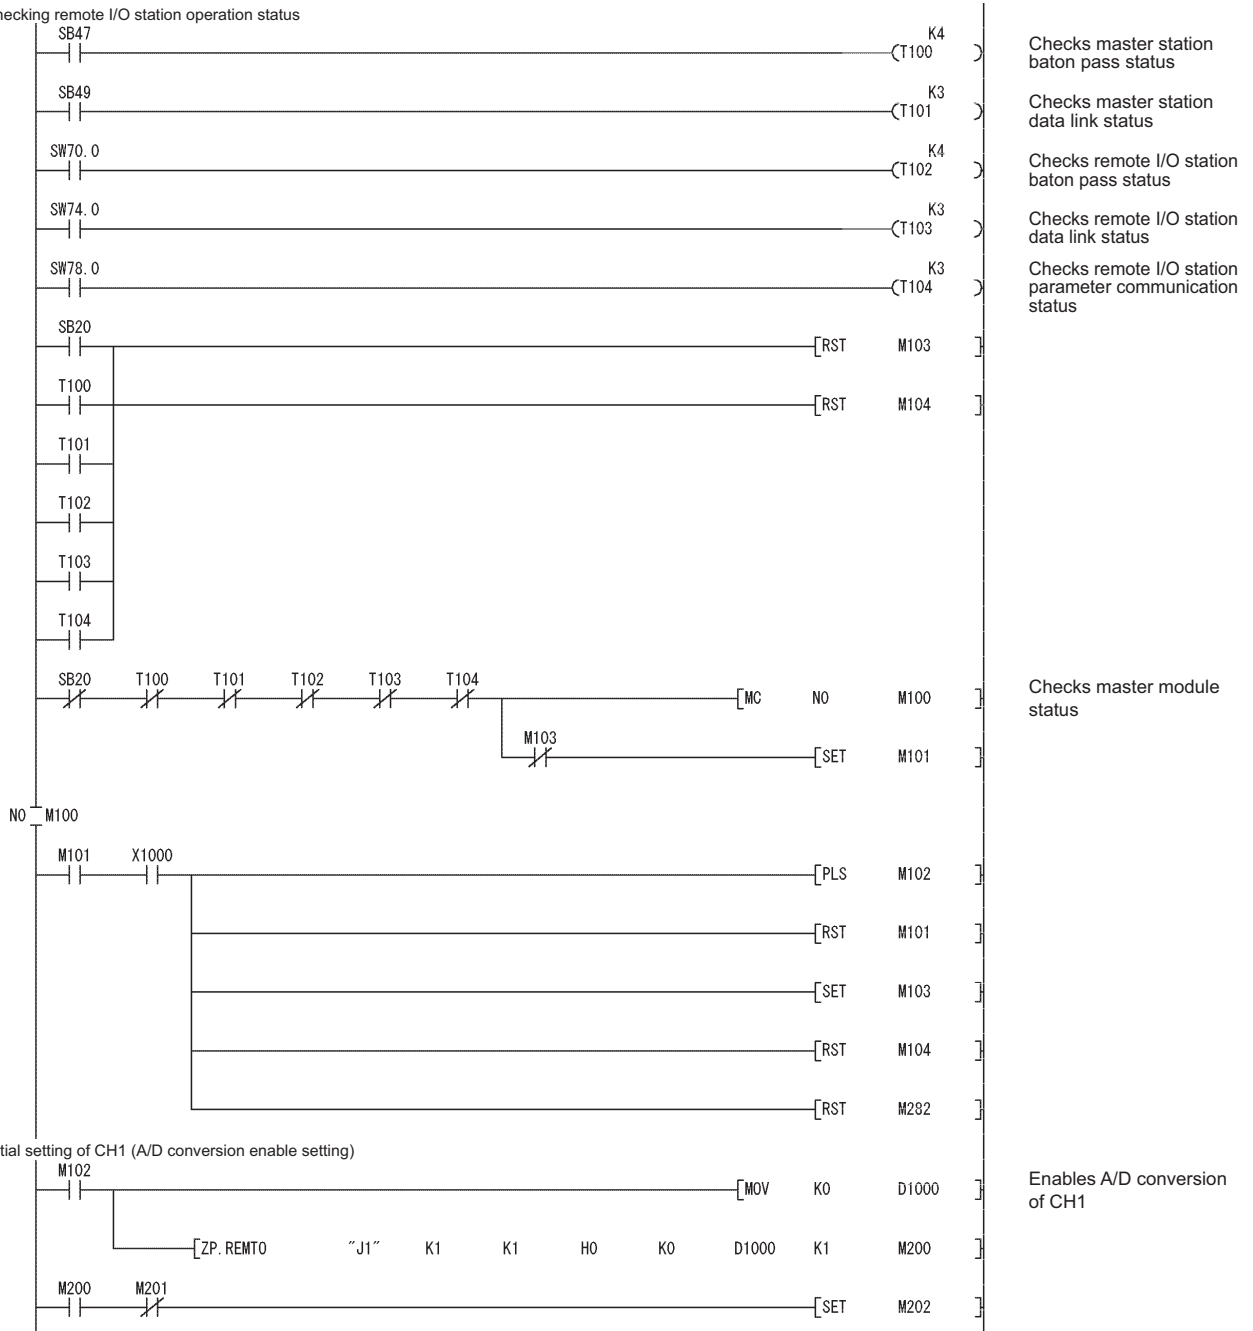 hecking remote I/O station operation status
SB47 K4
T100 Checks master station
baton pass status
SB49 K3
T101 Checks master station
data link status
SW70.0 K4
T102 Checks remote I/O station
baton pass status
SW74.0 K3
T103 Checks remote I/O station
data link status
SW78.0 K3
T104 Checks remote I/O station
parameter communication
status
SB20
RST M103
T100
RST M104
T101
T102
T103
T104
SB20 T100 T101 T102 T103 T104
MC N0 M100 Checks master module
status
M103
SET M101
N0 M100
M101 X1000
PLS M102
RST M101
SET M103
RST M104
RST M282
tial setting of CH1 (A/D conversion enable setting)
M102
MOV K0 D1000 Enables A/D conversion
of CH1
ZP.REMTO "J1" K1 K1 H0 K0 D1000 K1 M200
M200 M201
SET M202